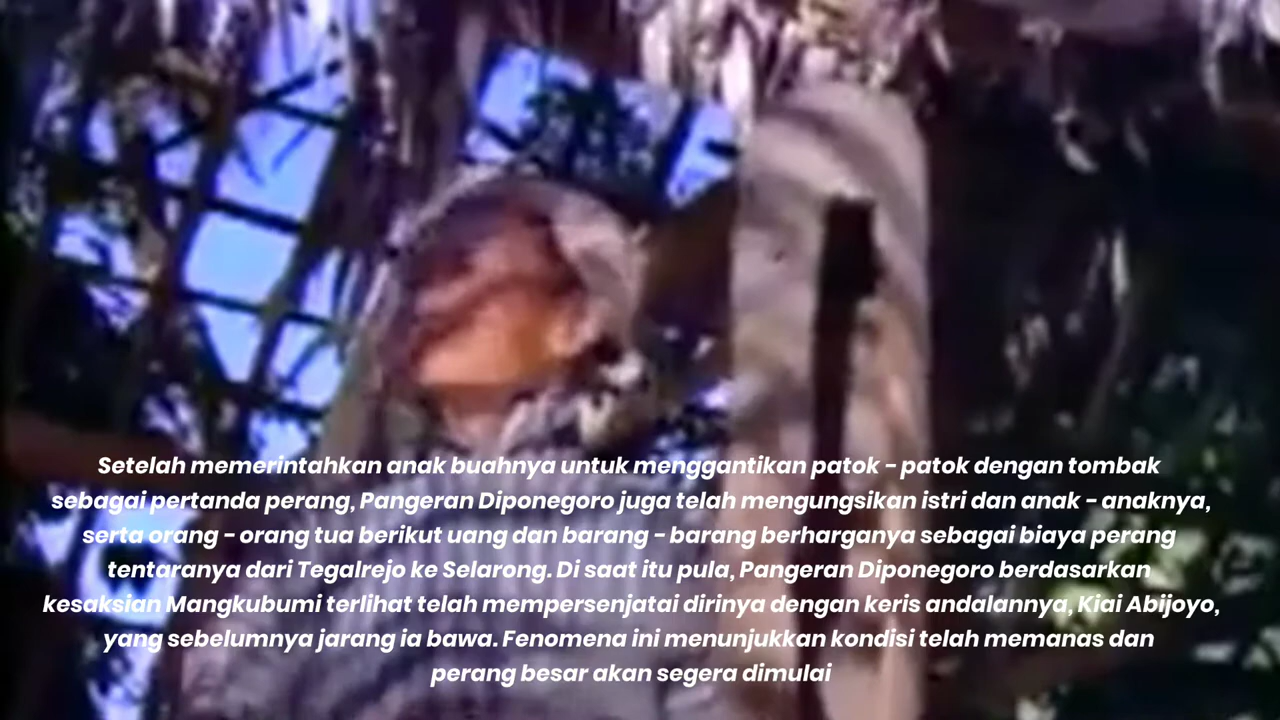 Setelah memerintahkan anak buahnya untuk menggantikan patok - patok dengan tombak
sebagai pertanda perang, Pangeran Diponegoro juga telah mengungsikan istri dan anak - anaknya,
serta orang - orang tua berikut uang dan barang - barang berharganya sebagai biaya perang
tentaranya dari Tegalrejo ke Selarong. Di saat itu pula, Pangeran Diponegoro berdasarkan
kesaksian Mangkubumi terlihat telah mempersenjatai dirinya dengan keris andalannya, Kiai Abijoyo,
yang sebelumnya jarang ia bawa. Fenomena ini menunjukkan kondisi telah memanas dan
perang besar akan segera dimulai